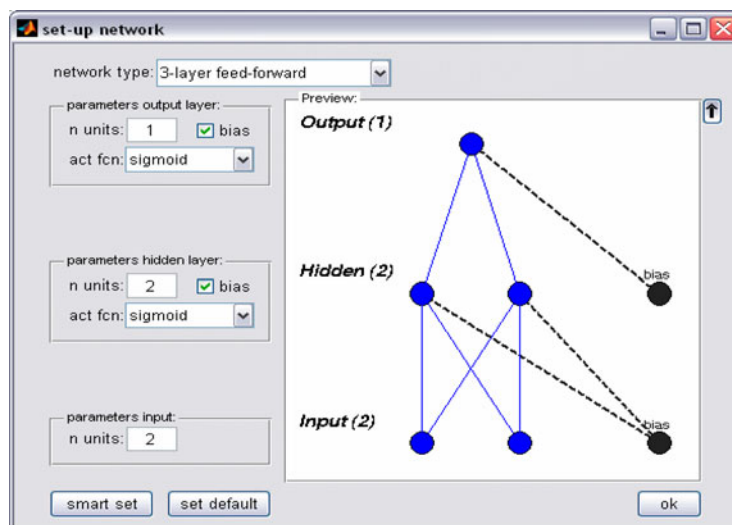 set-up network
network type: 3-layer feed-forward
parameters output layer:
n units: 1 bias
act fcn: sigmoid
parameters hidden layer:
n units: 2 bias
act fcn: sigmoid
parameters input:
n units: 2
smart set set default
Preview:
Output (1)
Hidden (2)
bias
Input (2)
bias
ok